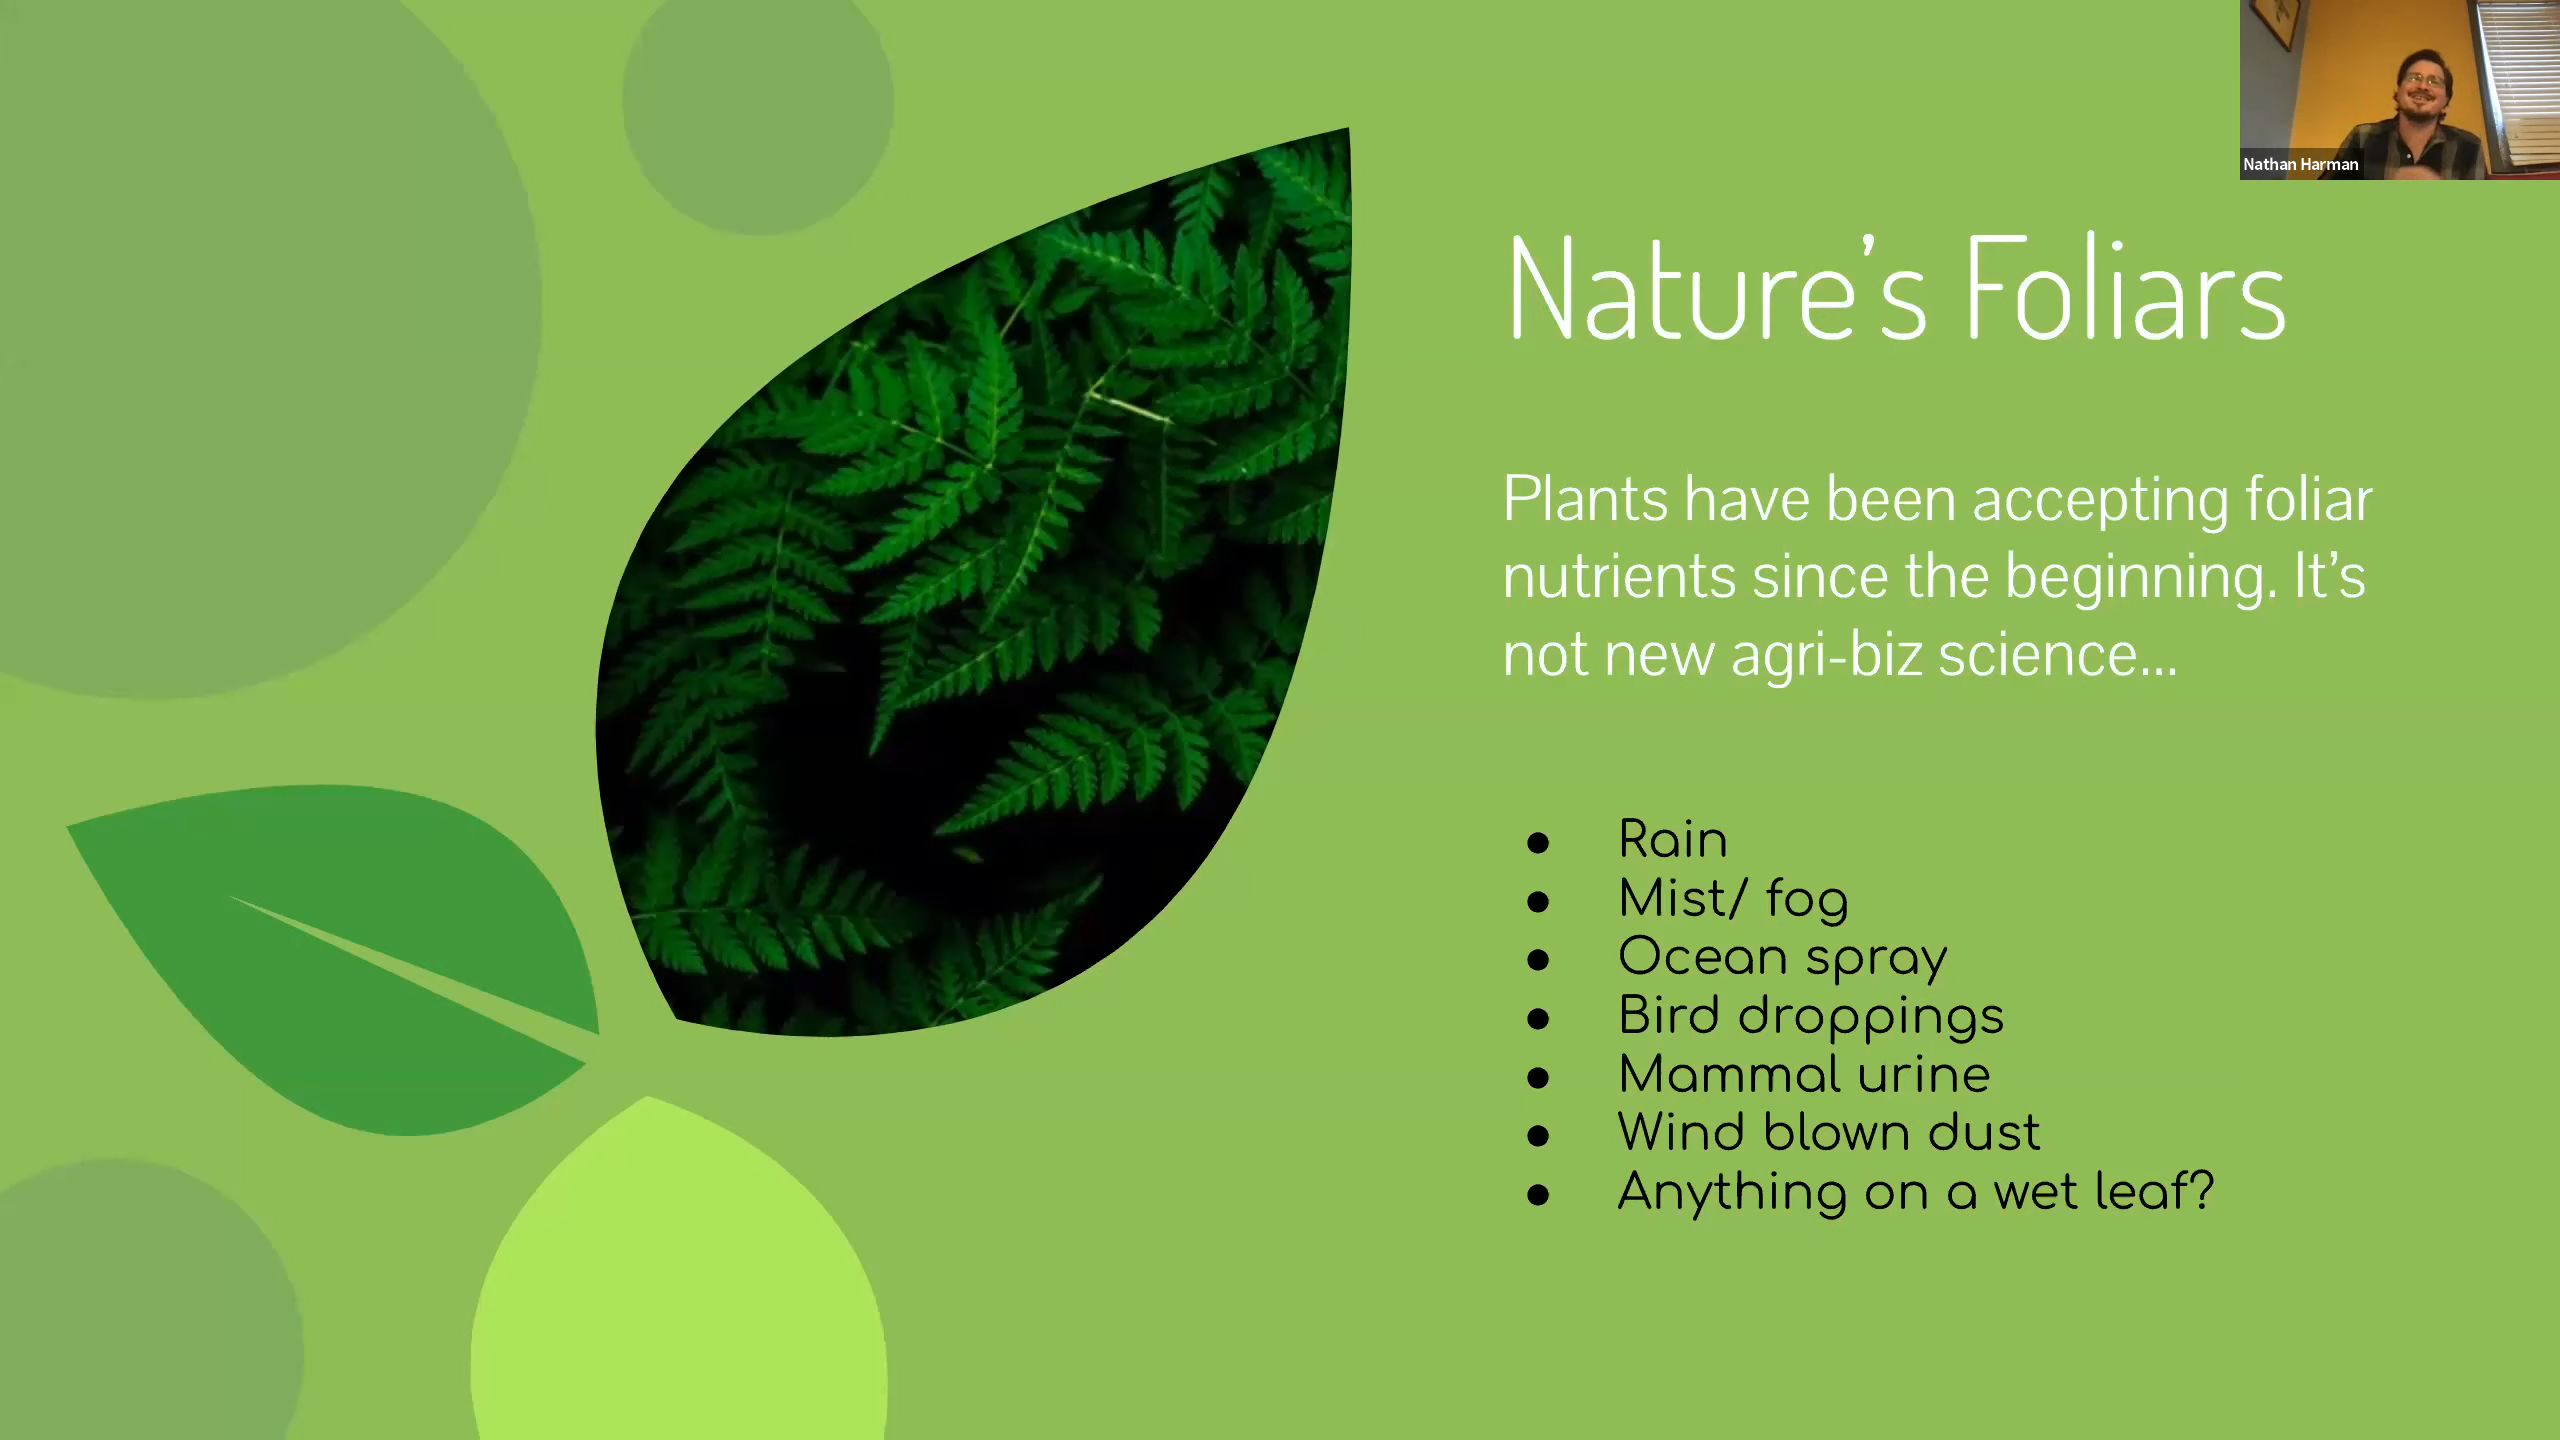 Nathan Harman
Nature’s Foliars
Plants have been accepting foliar
nutrients since the beginning. It’s
not new agri-biz science...
● Rain
● Mist/ fog
● Ocean spray
● Bird droppings
● Mammal urine
● Wind blown dust
● Anything on a wet leaf?